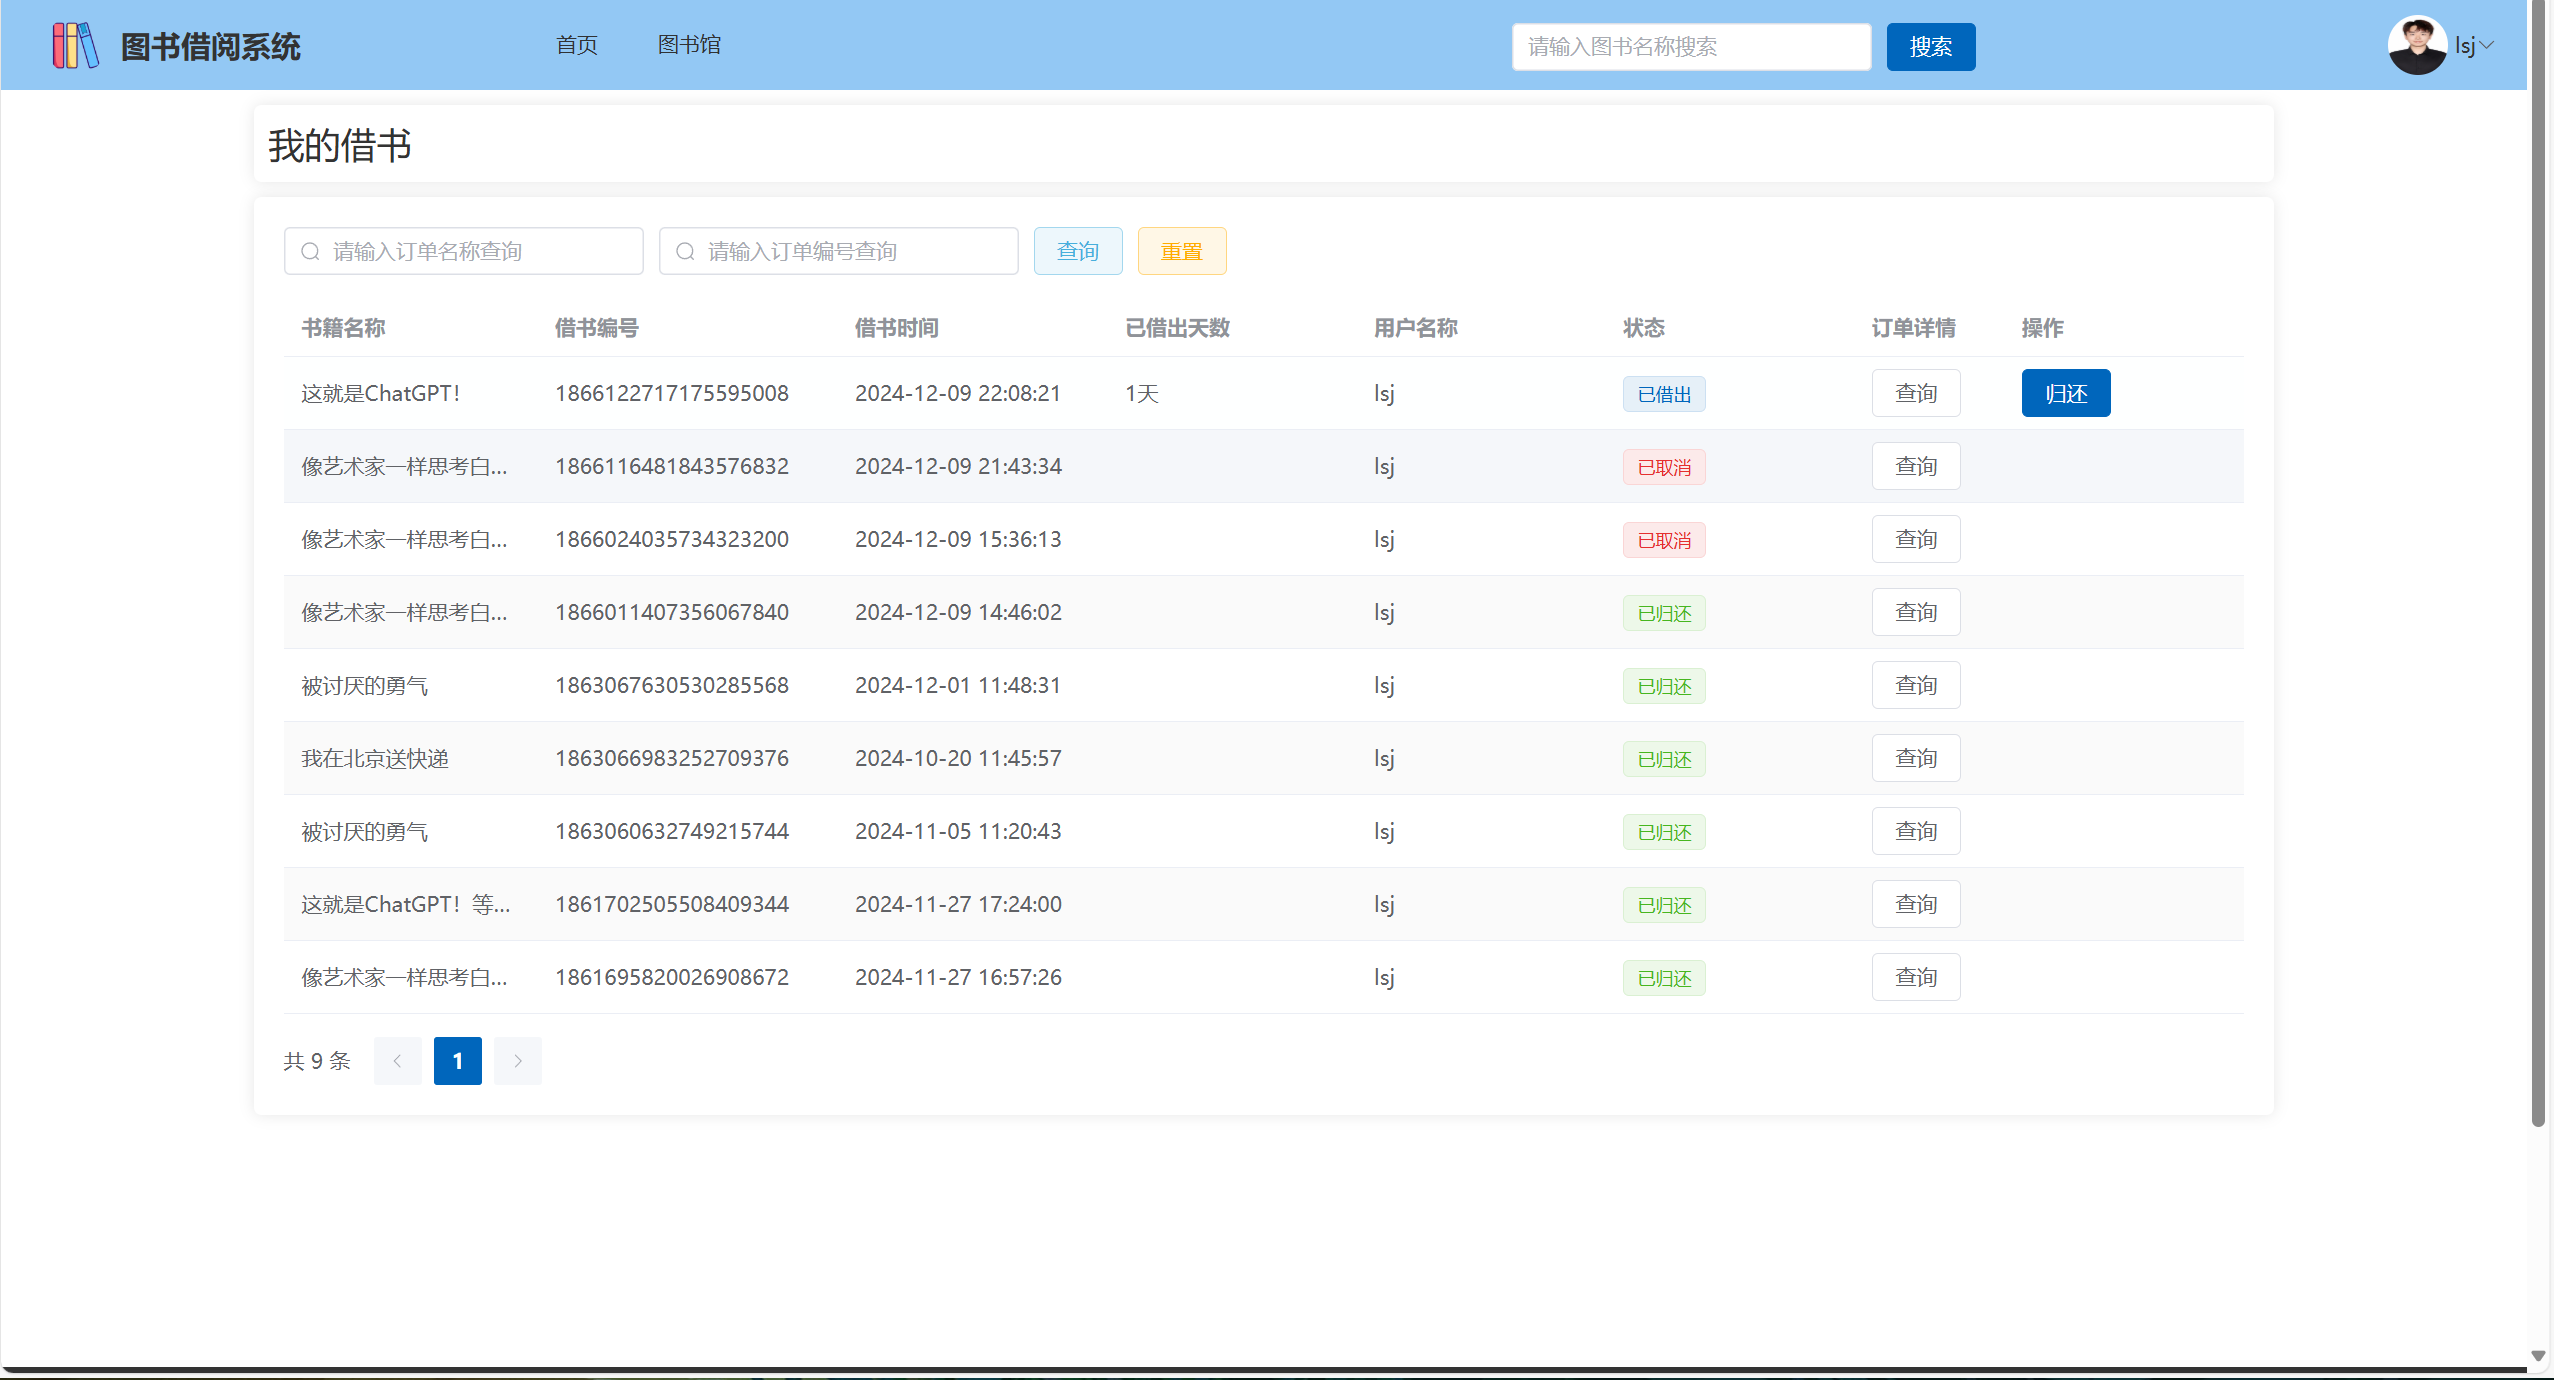 图书借阅系统 首页 图书馆 请输入图书名称搜索 搜索 lsj
我的借书
请输入订单名称查询 请输入订单编号查询 查询 重置
书籍名称 借书编号 借书时间 已借出天数 用户名称 状态 订单详情 操作
这就是ChatGPT! 1866122717175595008 2024-12-09 22:08:21 1天 lsj 已借出 查询 归还
像艺术家一样思考白... 1866116481843576832 2024-12-09 21:43:34 lsj 已取消 查询
像艺术家一样思考白... 1866024035734323200 2024-12-09 15:36:13 lsj 已取消 查询
像艺术家一样思考白... 1866011407356067840 2024-12-09 14:46:02 lsj 已归还 查询
被讨厌的勇气 1863067630530285568 2024-12-01 11:48:31 lsj 已归还 查询
我在北京送快递 1863066983252709376 2024-10-20 11:45:57 lsj 已归还 查询
被讨厌的勇气 1863060632749215744 2024-11-05 11:20:43 lsj 已归还 查询
这就是ChatGPT! 等... 1861702505508409344 2024-11-27 17:24:00 lsj 已归还 查询
像艺术家一样思考白... 1861695820026908672 2024-11-27 16:57:26 lsj 已归还 查询
共 9 条 1